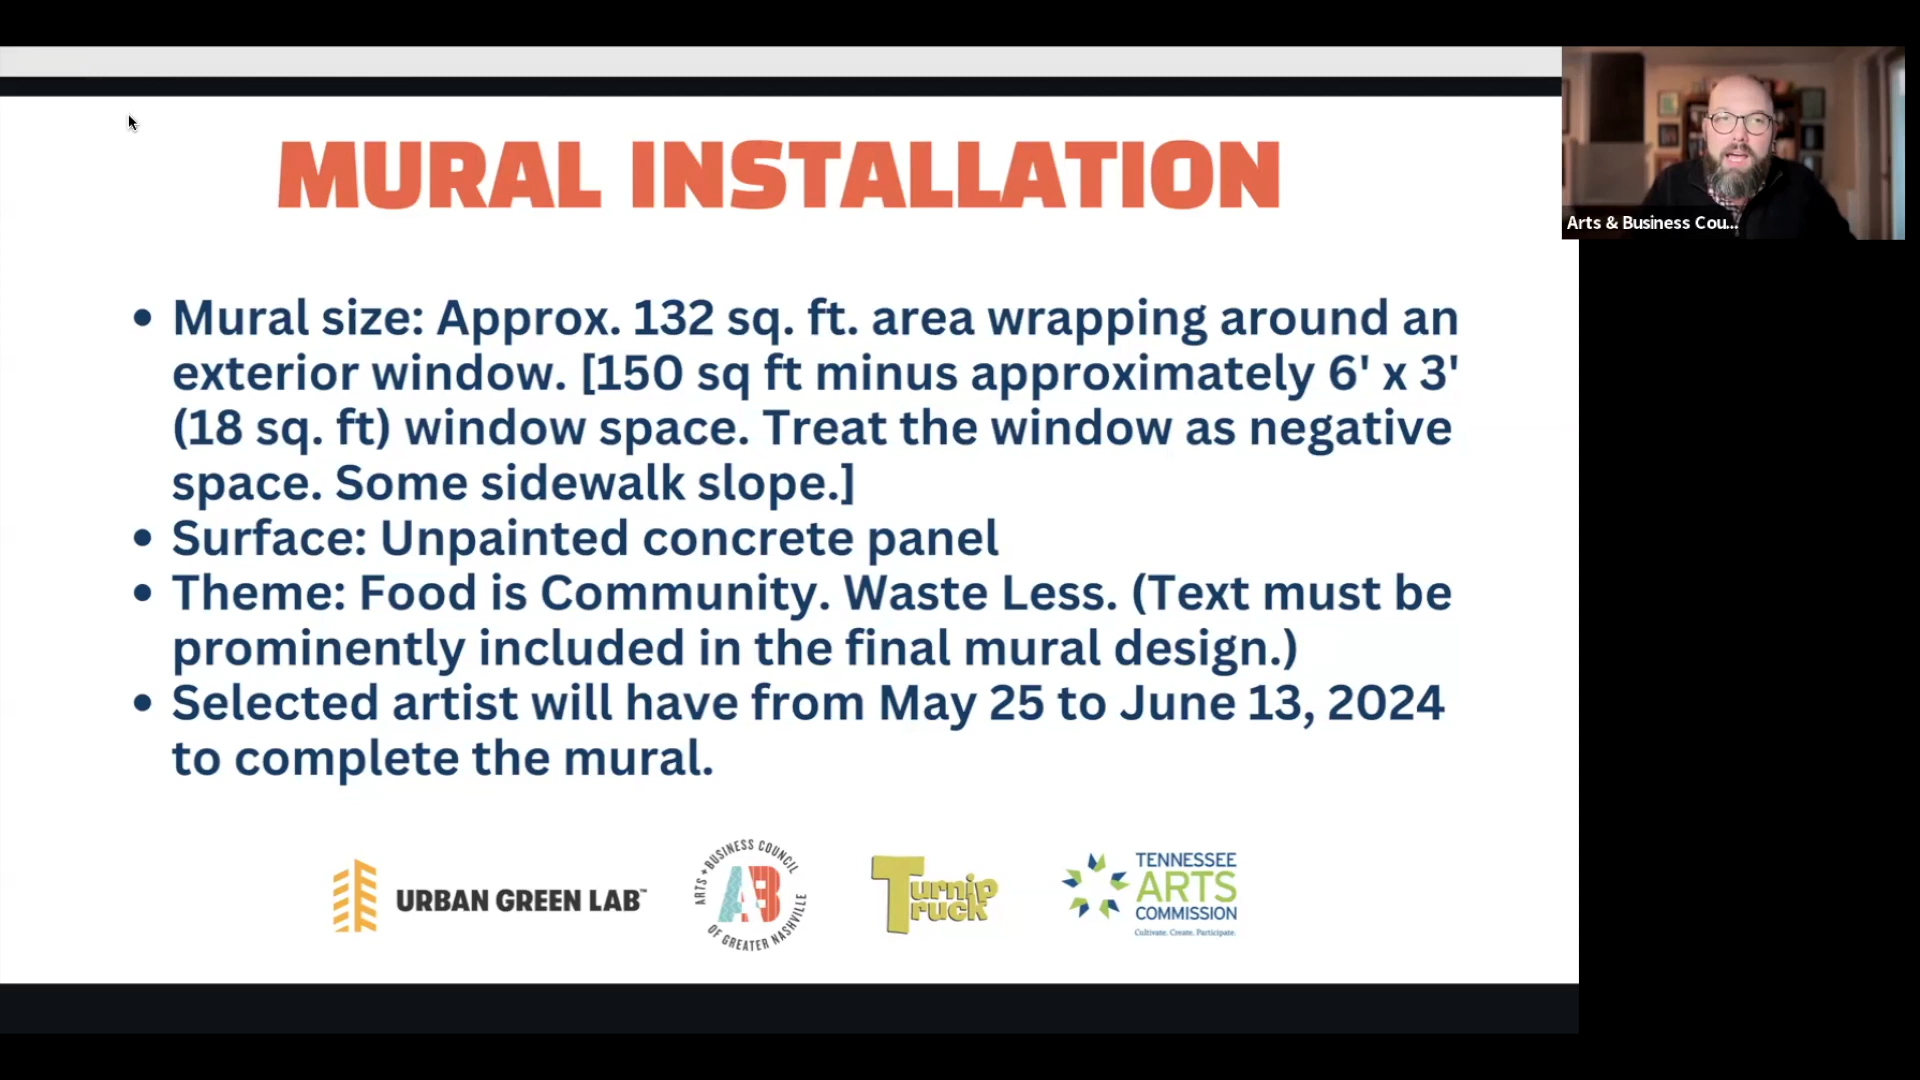 MURAL INSTALLATION
Arts & Business Cou...
• Mural size: Approx. 132 sq. ft. area wrapping around an
exterior window. [150 sq ft minus approximately 6' x 3'
(18 sq. ft) window space. Treat the window as negative
space. Some sidewalk slope.]
• Surface: Unpainted concrete panel
• Theme: Food is Community. Waste Less. (Text must be
prominently included in the final mural design.)
• Selected artist will have from May 25 to June 13, 2024
to complete the mural.
URBAN GREEN LAB™
ARTS + BUSINESS COUNCIL
AB
OF GREATER NASHVILLE
Turnip
Truck
TENNESSEE
ARTS
COMMISSION
Cultivate. Create. Participate.